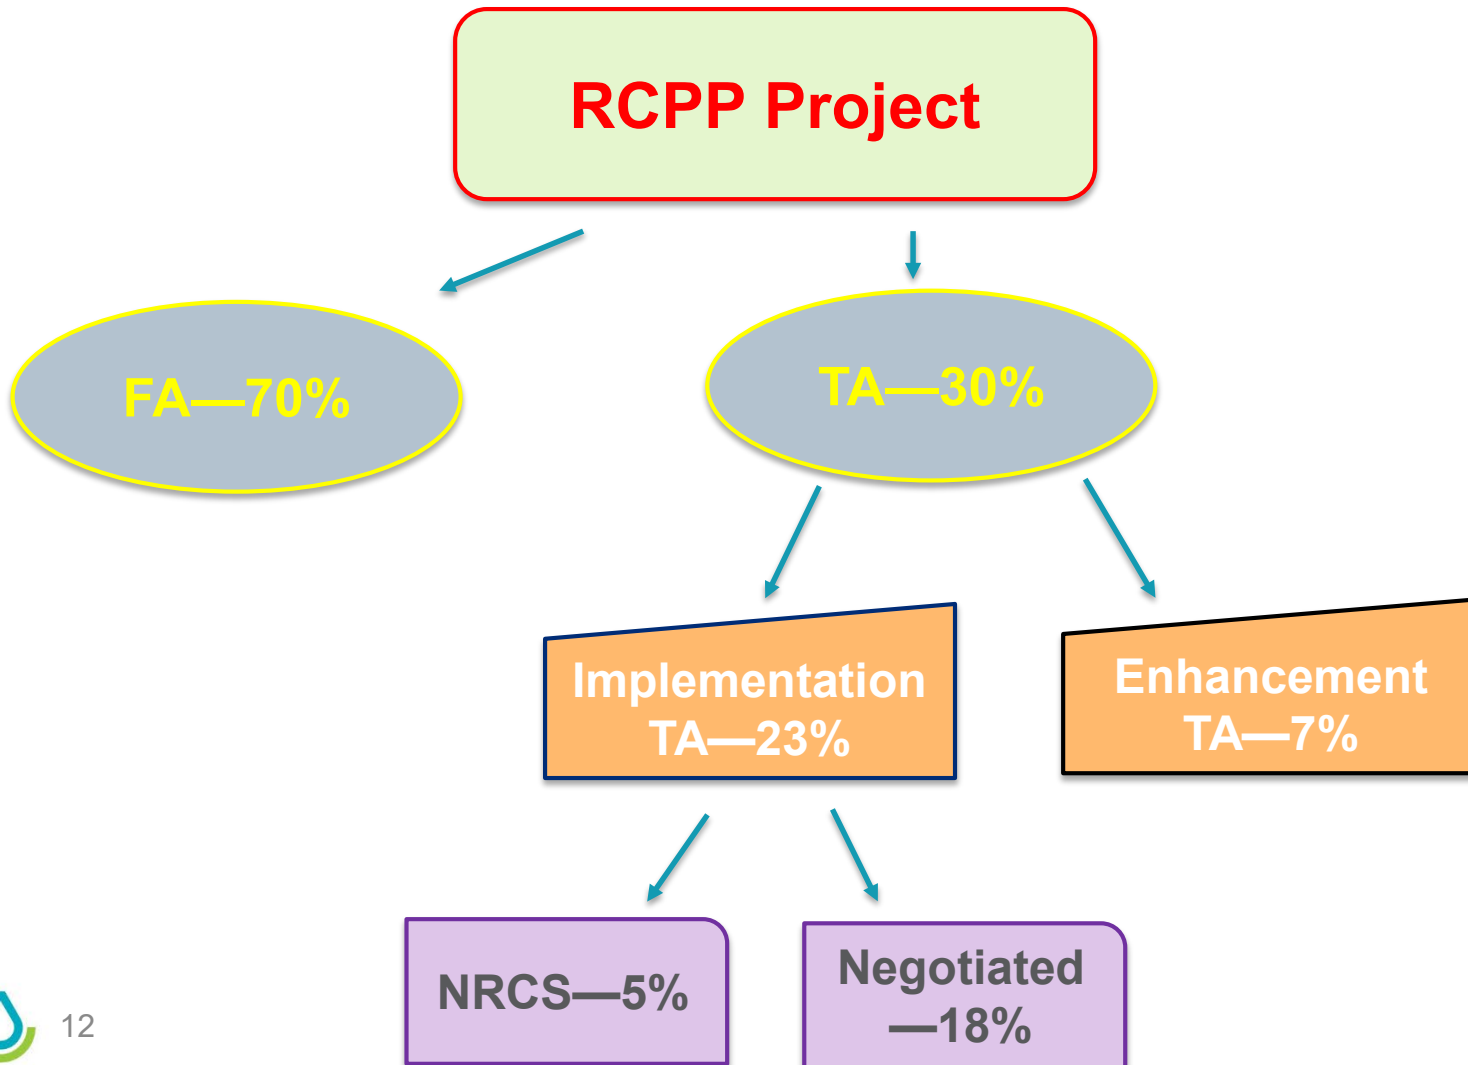 RCPP Project
FA—70%
TA—30%
Implementation
TA—23%
Enhancement
TA—7%
NRCS—5%
Negotiated
—18%
12